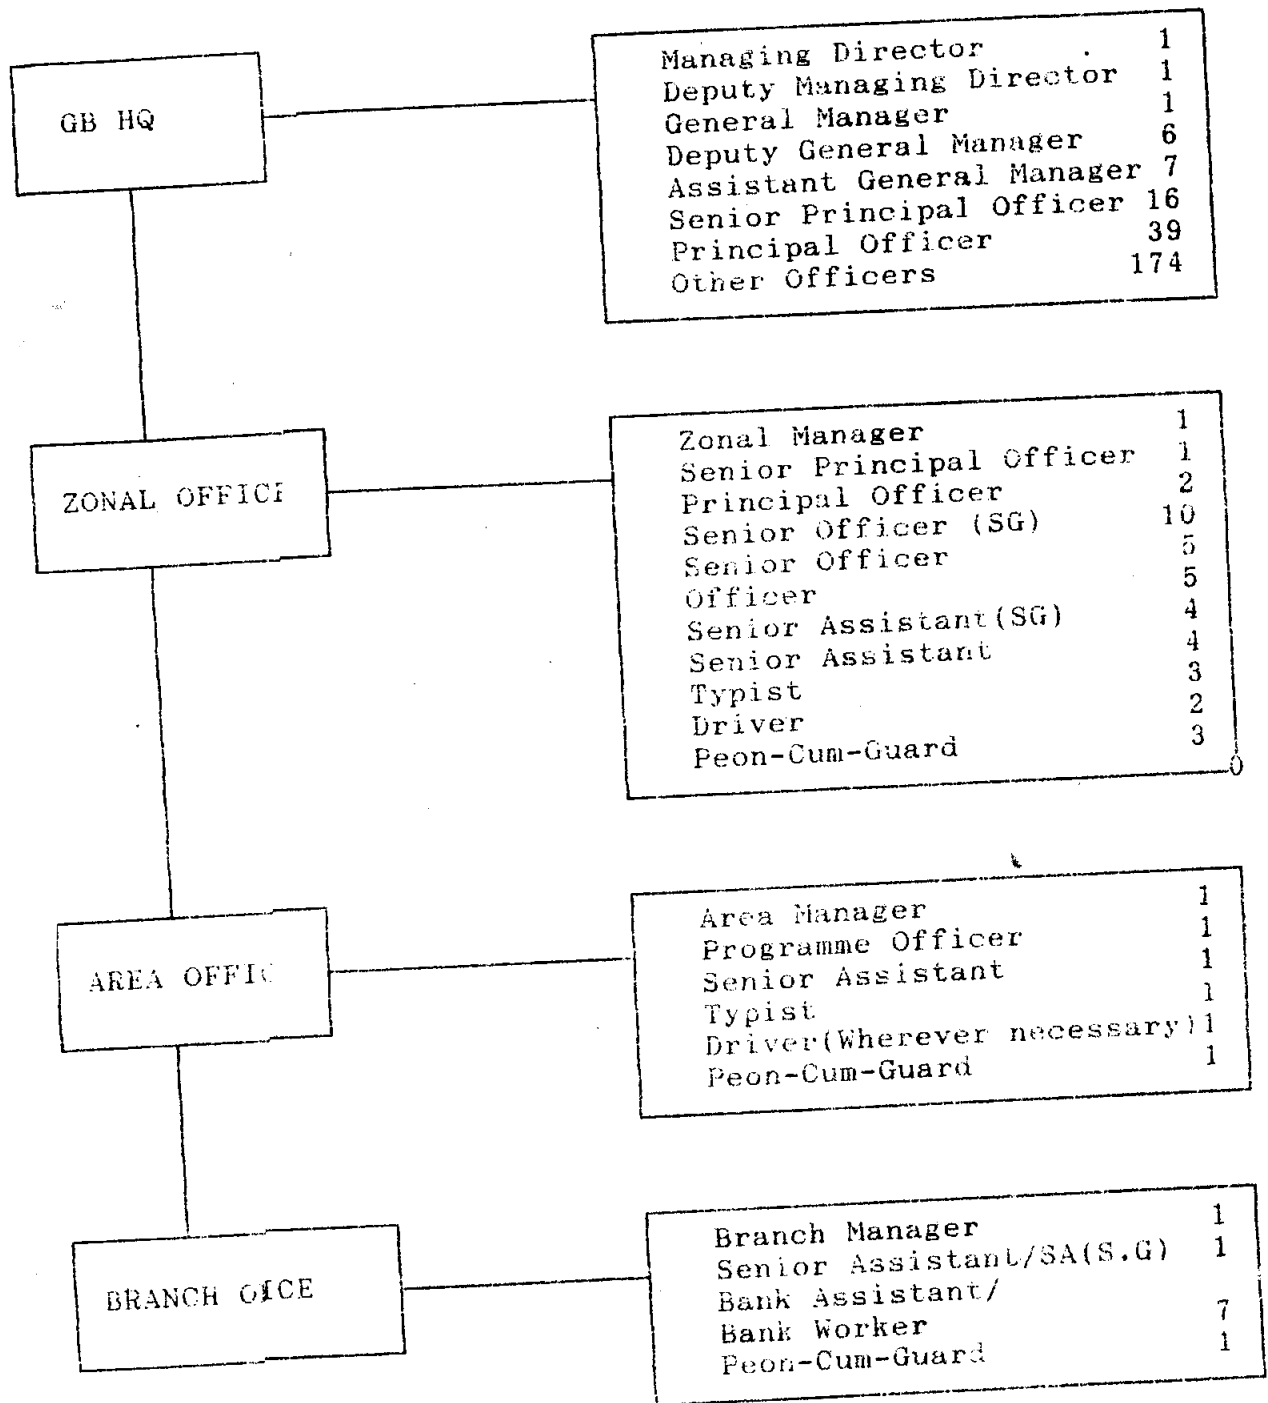 GB HQ
Managing Director 1
Deputy Managing Director 1
General Manager 1
Deputy General Manager 6
Assistant General Manager 7
Senior Principal Officer 16
Principal Officer 39
Other Officers 174
ZONAL OFFICE
Zonal Manager 1
Senior Principal Officer 1
Principal Officer 2
Senior Officer (SG) 10
Senior Officer 5
Officer 5
Senior Assistant(SG) 4
Senior Assistant 4
Typist 3
Driver 2
Peon-Cum-Guard 3
0
AREA OFFIC
Area Manager 1
Programme Officer 1
Senior Assistant 1
Typist 1
Driver(Wherever necessary)1
Peon-Cum-Guard 1
BRANCH OICE
Branch Manager 1
Senior Assistant/SA(S.G) 1
Bank Assistant/
Bank Worker 7
Peon-Cum-Guard 1